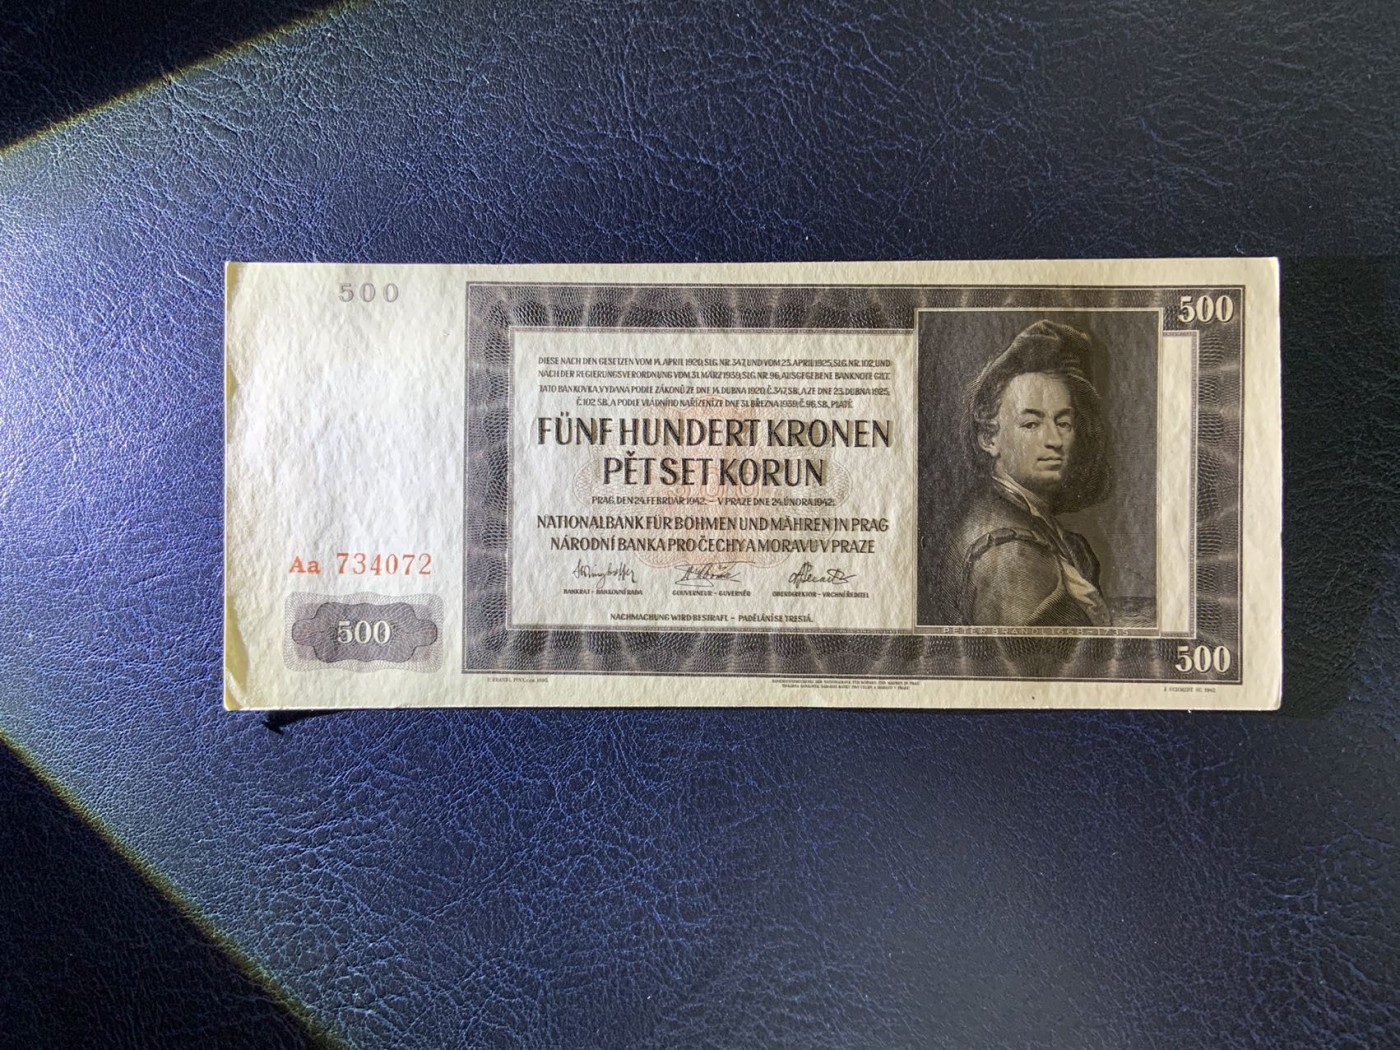 500
500
DIESE NACH DEN GESETZEN VOM 14. APRIL 1920, SLG. NR. 347, UND VOM 23. APRIL 1925, SLG. NR. 102, UND
NACH DER REGIERUNGSVERORDNUNG VOM 31. MÄRZ 1939, SLG. NR. 96, AUSGEGEBENE BANKNOTE GILT.
TATO BANKOVKA VYDANÁ PODLE ZÁKONŮ ZE DNE 14. DUBNA 1920, Č. 347, SB., A ZE DNE 23. DUBNA 1925,
Č. 102, SB., A PODLE VLÁDNÍHO NAŘÍZENÍ ZE DNE 31. BŘEZNA 1939, Č. 96, SB., PLATÍ.
FÜNF HUNDERT KRONEN
PĚT SET KORUN
PRAG, DEN 24. FEBRUAR 1942. – V PRAZE DNE 24. ÚNORA 1942.
NATIONALBANK FÜR BÖHMEN UND MÄHREN IN PRAG
NÁRODNÍ BANKA PRO ČECHY A MORAVU V PRAZE
Aa 734072
BANKRAT – BANKOVNÍ RADA
GOUVERNEUR – GUVERNÉR
OBERDIREKTOR – VRCHNÍ ŘEDITEL
NACHMACHUNG WIRD BESTRAFT. – PADĚLÁNÍ SE TRESTÁ.
500
PETER BRANDL 1668–1735
500